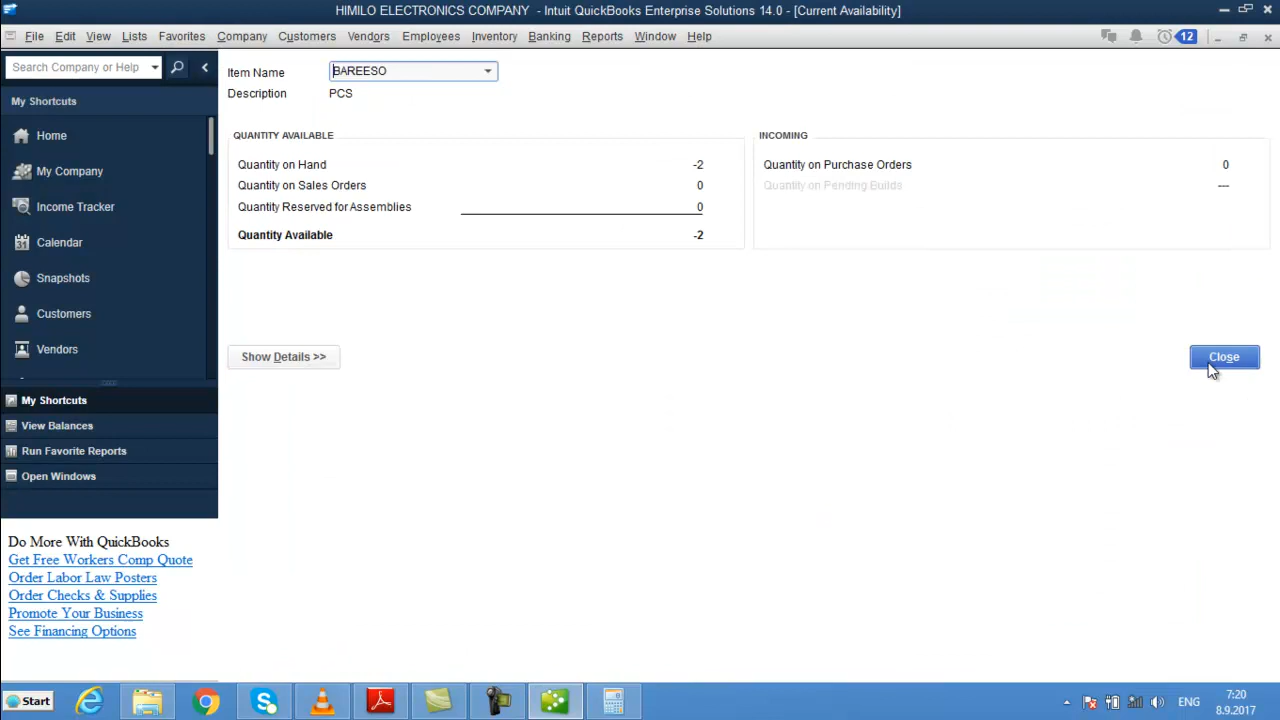 HIMILO ELECTRONICS COMPANY - Intuit QuickBooks Enterprise Solutions 14.0 - [Current Availability]
File Edit View Lists Favorites Company Customers Vendors Employees Inventory Banking Reports Window Help 12
Search Company or Help
Item Name BAREESO
Description PCS
My Shortcuts
Home
My Company
Income Tracker
Calendar
Snapshots
Customers
Vendors
My Shortcuts
View Balances
Run Favorite Reports
Open Windows
Do More With QuickBooks
Get Free Workers Comp Quote
Order Labor Law Posters
Order Checks & Supplies
Promote Your Business
See Financing Options
QUANTITY AVAILABLE
Quantity on Hand -2
Quantity on Sales Orders 0
Quantity Reserved for Assemblies 0
Quantity Available -2
INCOMING
Quantity on Purchase Orders 0
Quantity on Pending Builds ---
Show Details >>
Close
Start
ENG
7:20
8.9.2017